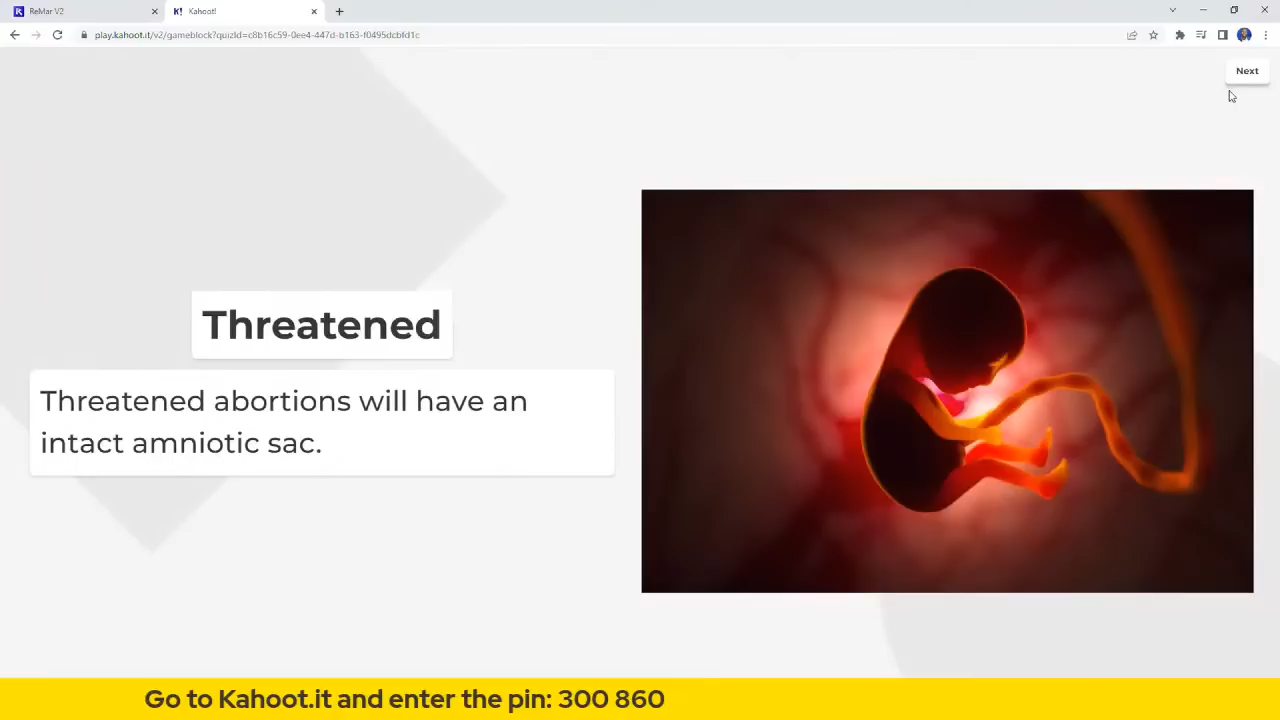 ReMar V2
K! Kahoot!
play.kahoot.it/v2/gameblock?quizId=c8b16c59-0ee4-447d-b163-f0495dcbfd1c
Next
Threatened
Threatened abortions will have an
intact amniotic sac.
Go to Kahoot.it and enter the pin: 300 860